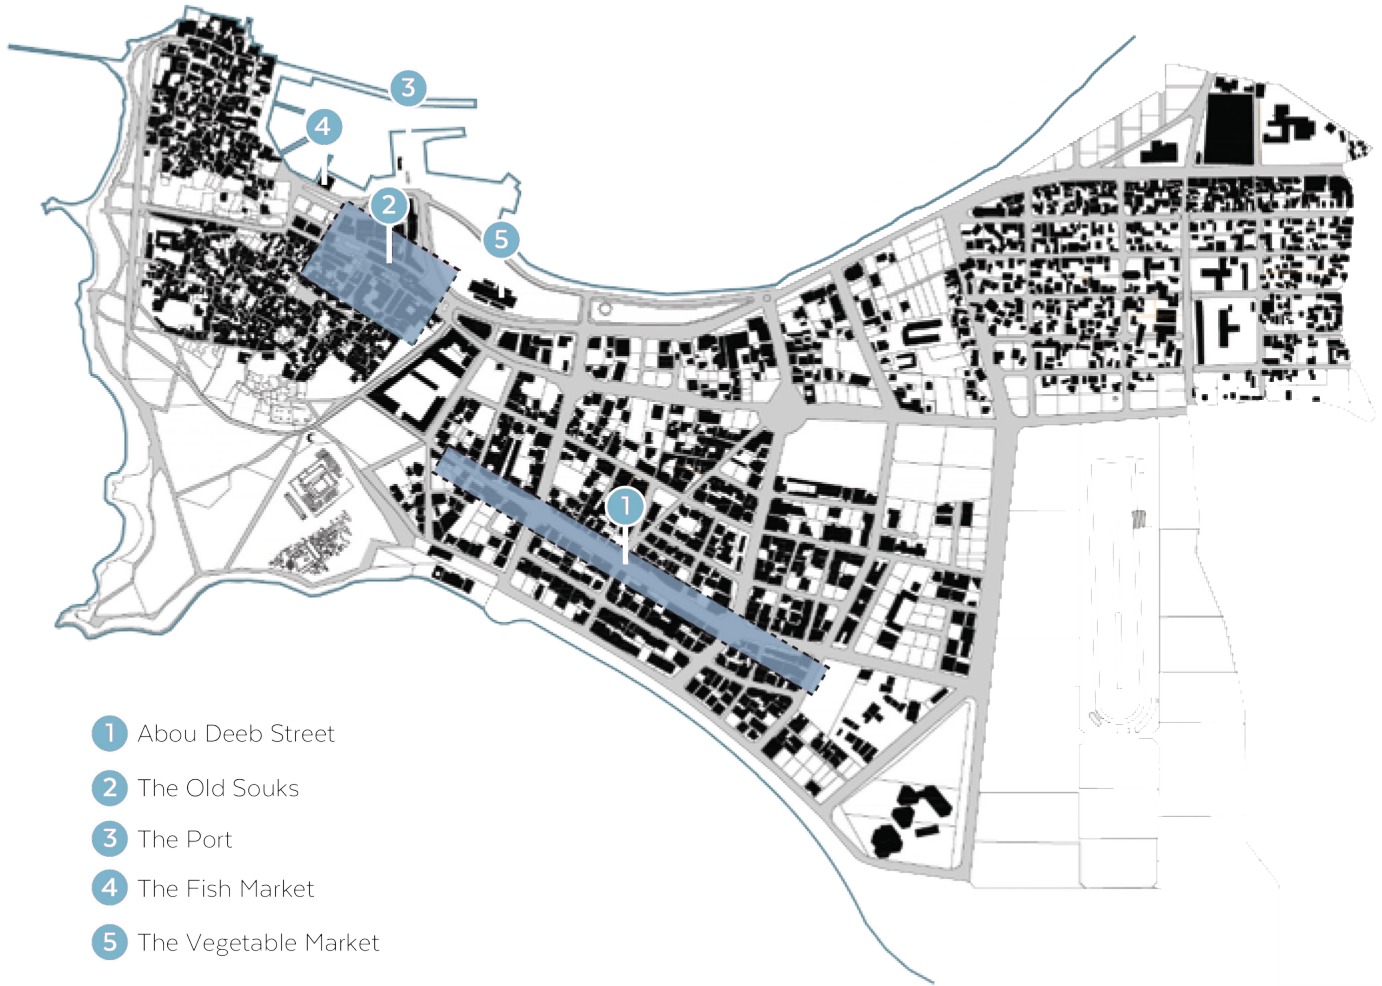 3
4
2
5
1
1 Abou Deeb Street
2 The Old Souks
3 The Port
4 The Fish Market
5 The Vegetable Market